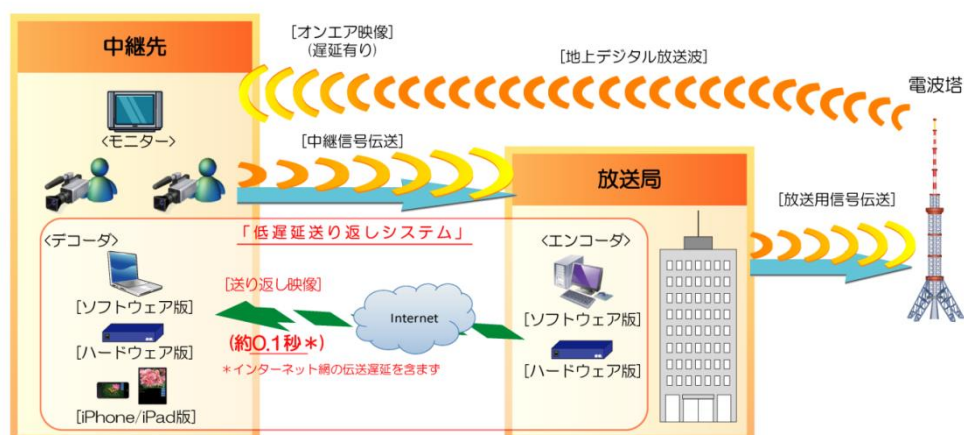 中継先
[オンエア映像]
(遅延有り)
[地上デジタル放送波]
電波塔
<モニター>
[中継信号伝送]
放送局
[放送用信号伝送]
「低遅延送り返しシステム」
<デコーダ>
[ソフトウェア版]
[ハードウェア版]
[iPhone/iPad版]
[送り返し映像]
(約0.1秒*)
*インターネット網の伝送遅延を含まず
Internet
<エンコーダ>
[ソフトウェア版]
[ハードウェア版]